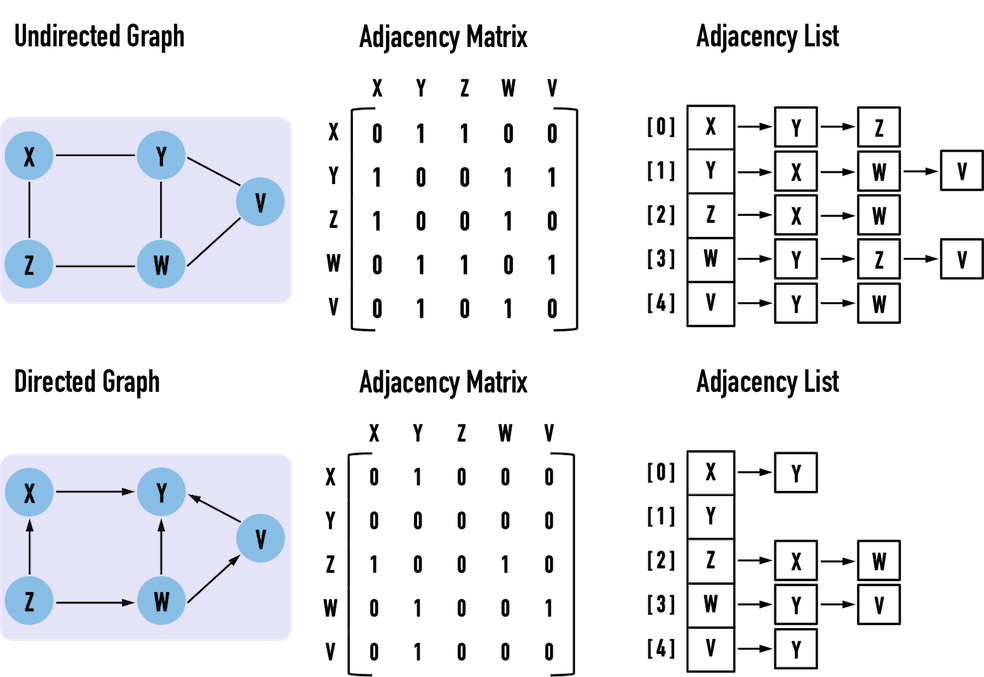 Undirected Graph
Adjacency Matrix
Adjacency List
X Y
V
Z W
X Y Z W V
X 0 1 1 0 0
Y 1 0 0 1 1
Z 1 0 0 1 0
W 0 1 1 0 1
V 0 1 0 1 0
[0] X Y Z
[1] Y X W V
[2] Z X W
[3] W Y Z V
[4] V Y W
Directed Graph
Adjacency Matrix
Adjacency List
X Y
V
Z W
X Y Z W V
X 0 1 0 0 0
Y 0 0 0 0 0
Z 1 0 0 1 0
W 0 1 0 0 1
V 0 1 0 0 0
[0] X Y
[1] Y
[2] Z X W
[3] W Y V
[4] V Y